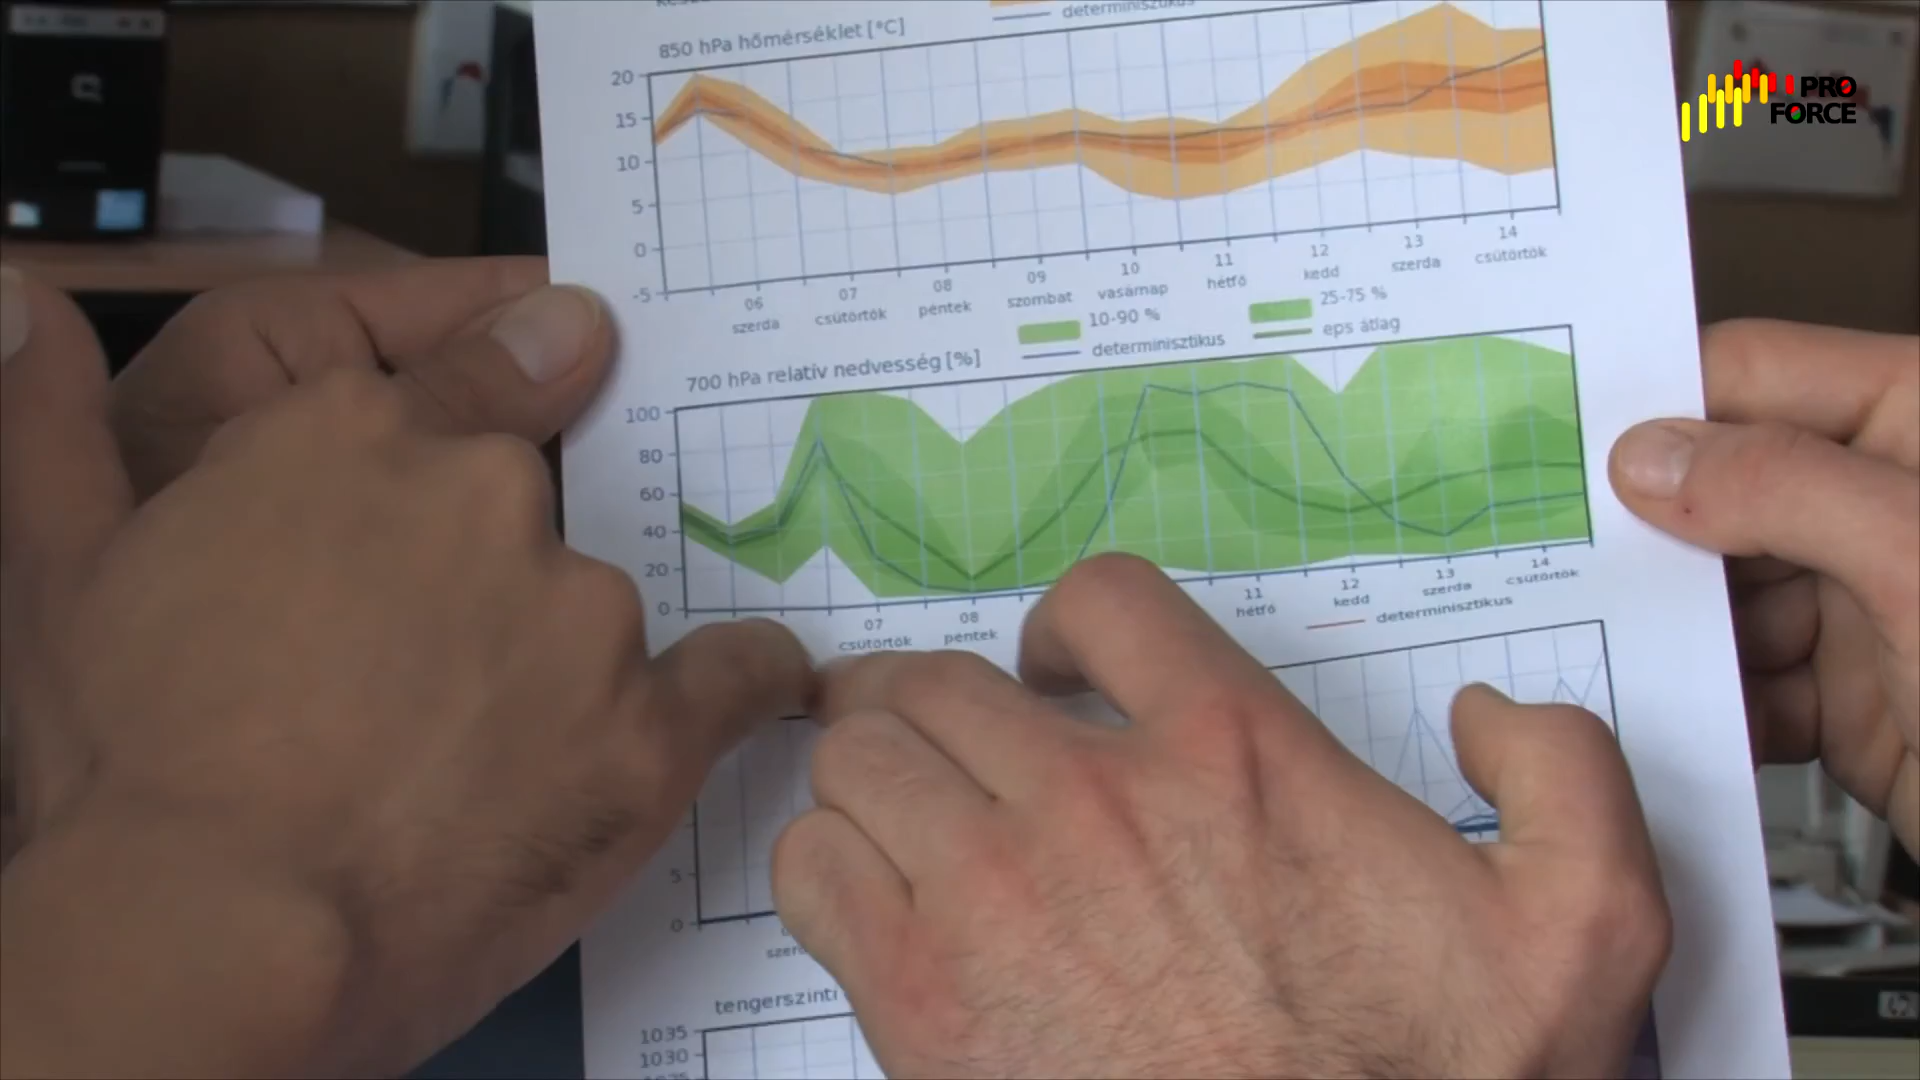 determinisztikus
850 hPa hőmérséklet [°C]
20
15
10
5
0
-5
06 07 08 09 10 11 12 13 14
szerda csütörtök péntek szombat vasárnap hétfő kedd szerda csütörtök
10-90 % 25-75 %
determinisztikus eps átlag
700 hPa relatív nedvesség [%]
100
80
60
40
20
0
07 08 11 12 13 14
csütörtök péntek hétfő kedd szerda csütörtök
determinisztikus
5
0
tengerszinti
1035
1030
PRO
FORCE
hp